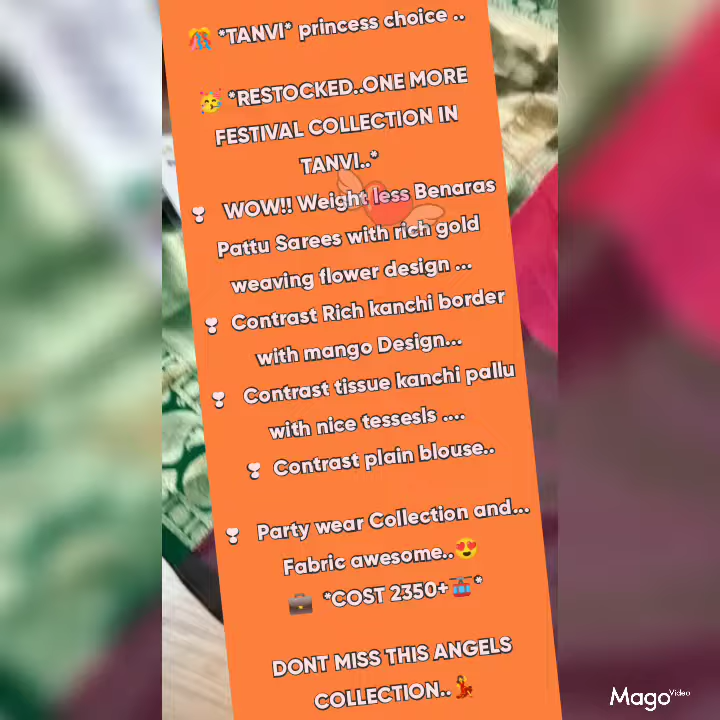 🎊 *TANVI* princess choice ..
🥳 *RESTOCKED..ONE MORE
FESTIVAL COLLECTION IN
TANVI..*
❣ WOW!! Weight less Benaras
Pattu Sarees with rich gold
weaving flower design ...
❣ Contrast Rich kanchi border
with mango Design...
❣ Contrast tissue kanchi pallu
with nice tessesls ....
❣ Contrast plain blouse..
❣ Party wear Collection and...
Fabric awesome..😍
💼 *COST 2350+🚠*
DONT MISS THIS ANGELS
COLLECTION..💃
Mago Video